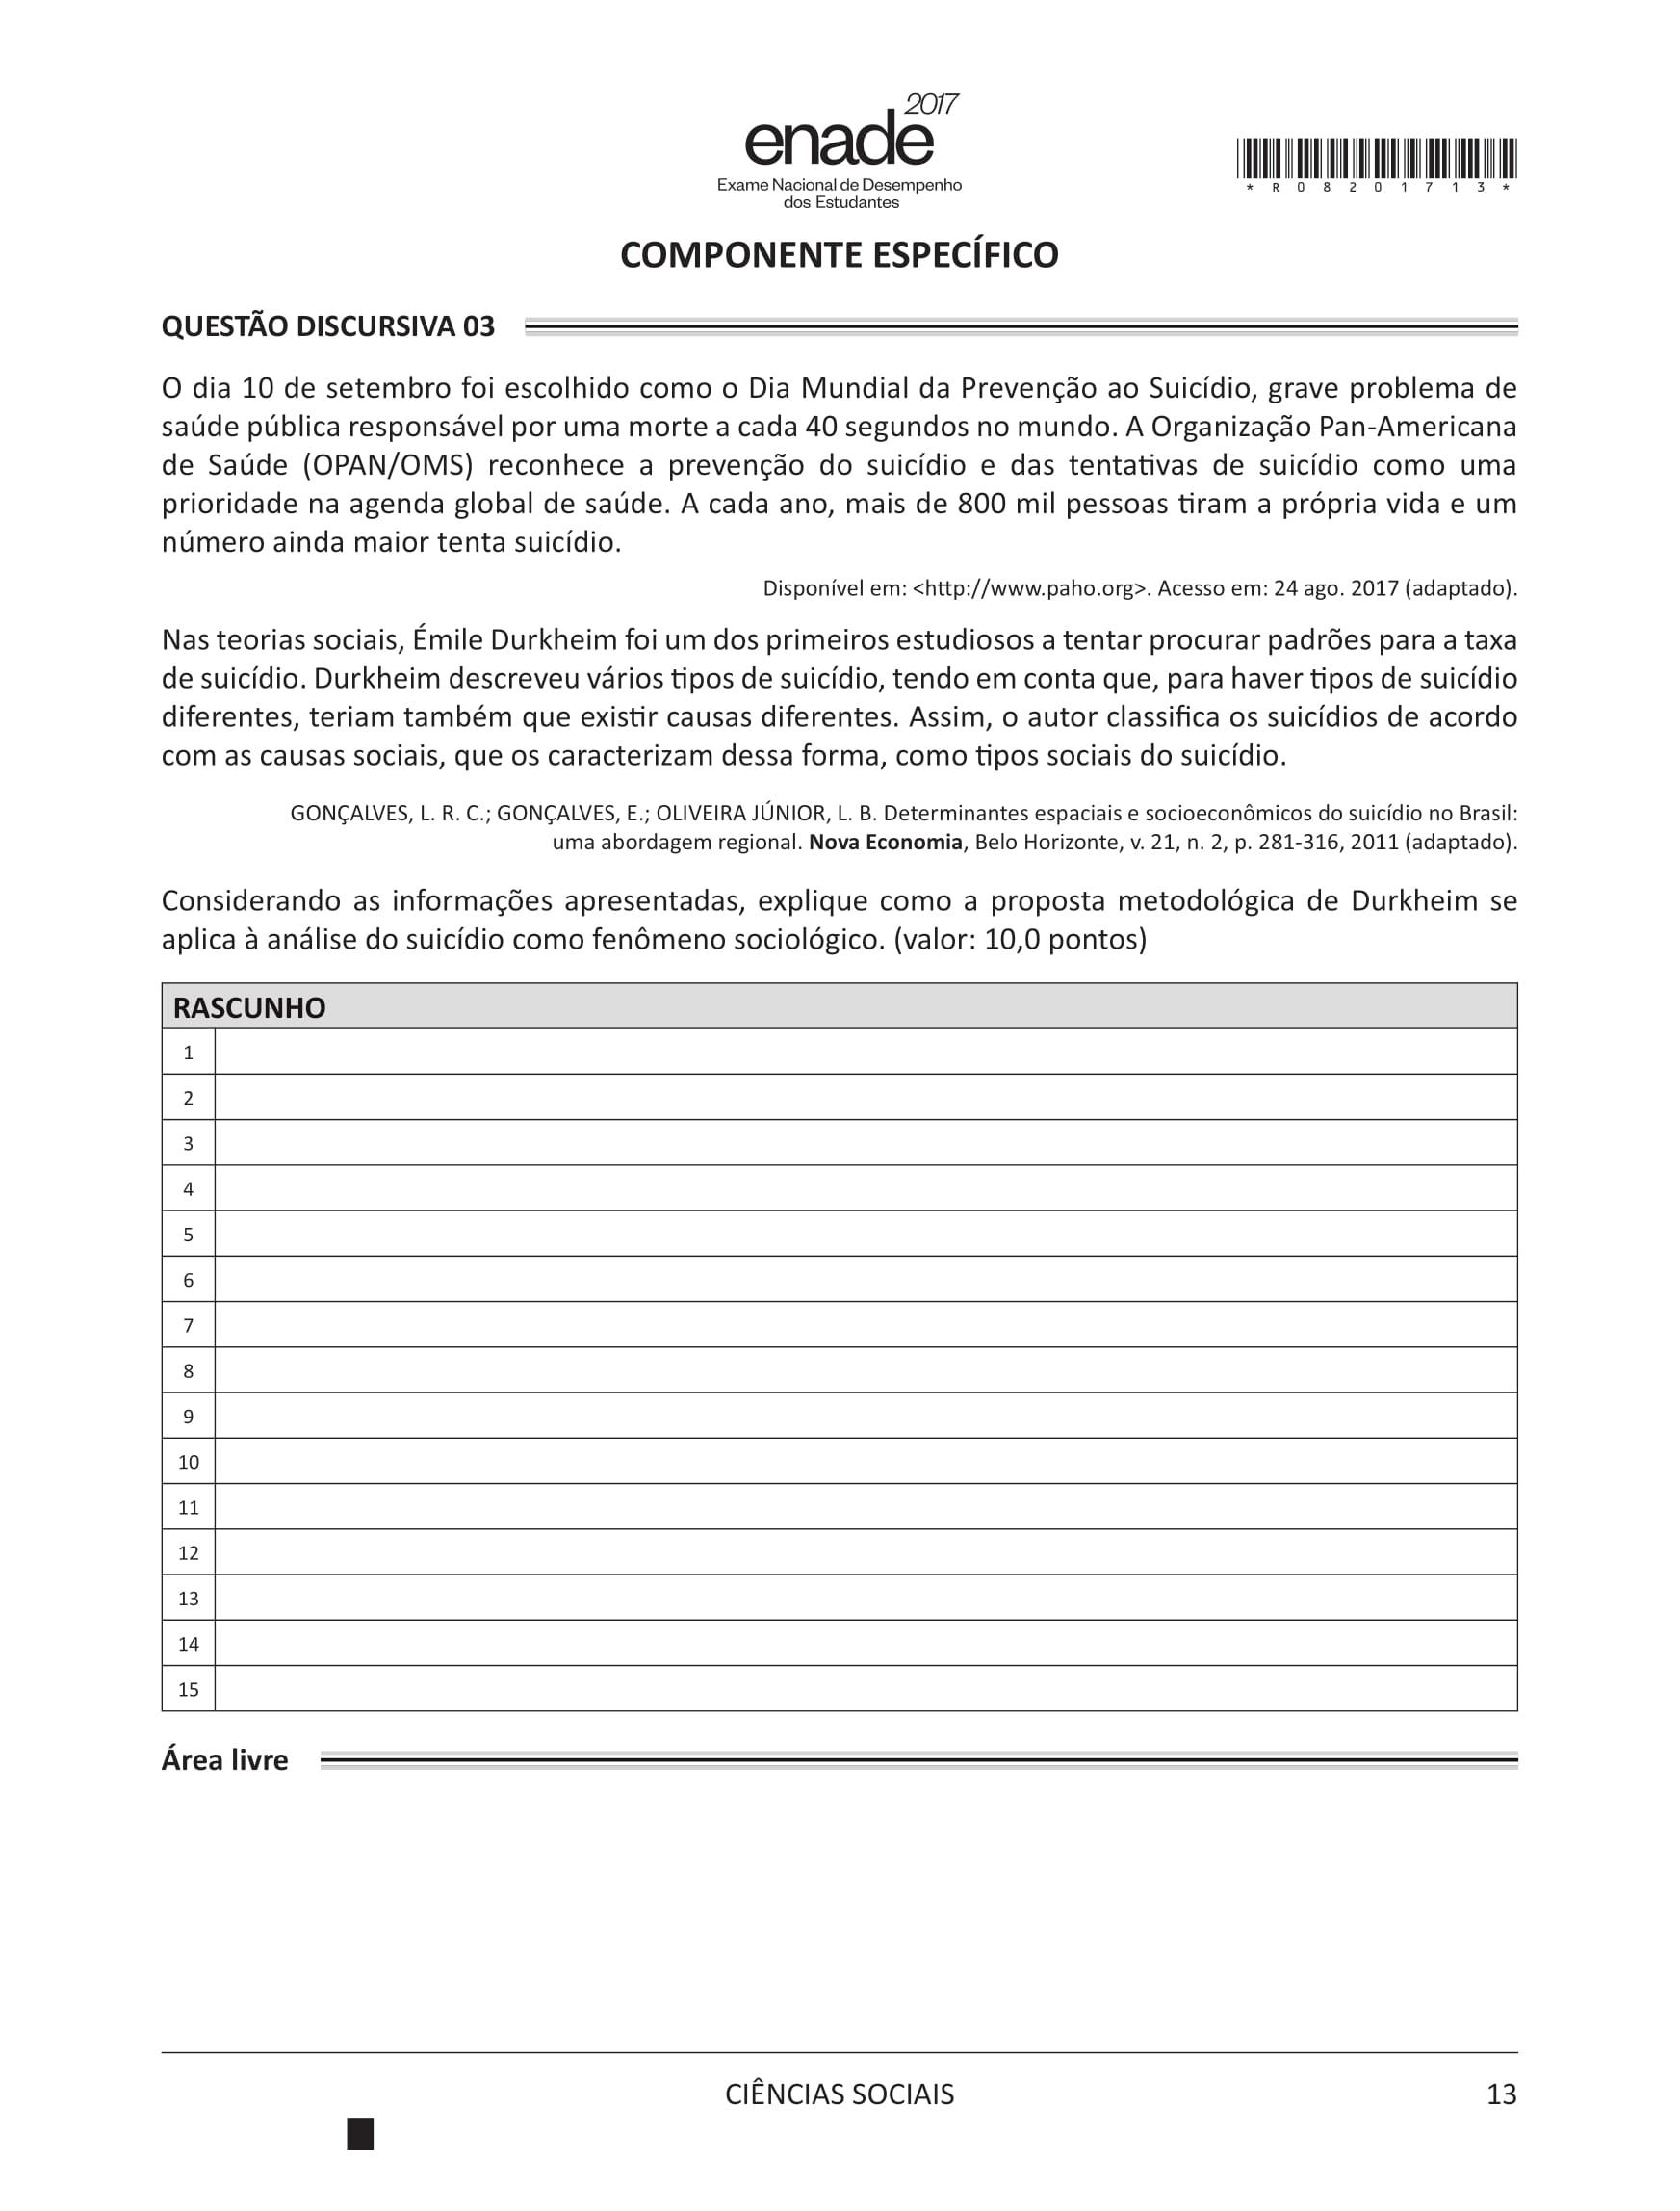 2017
enade
Exame Nacional de Desempenho
dos Estudantes
*R08201713*
COMPONENTE ESPECÍFICO
QUESTÃO DISCURSIVA 03
O dia 10 de setembro foi escolhido como o Dia Mundial da Prevenção ao Suicídio, grave problema de
saúde pública responsável por uma morte a cada 40 segundos no mundo. A Organização Pan-Americana
de Saúde (OPAN/OMS) reconhece a prevenção do suicídio e das tentativas de suicídio como uma
prioridade na agenda global de saúde. A cada ano, mais de 800 mil pessoas tiram a própria vida e um
número ainda maior tenta suicídio.
Disponível em: <http://www.paho.org>. Acesso em: 24 ago. 2017 (adaptado).
Nas teorias sociais, Émile Durkheim foi um dos primeiros estudiosos a tentar procurar padrões para a taxa
de suicídio. Durkheim descreveu vários tipos de suicídio, tendo em conta que, para haver tipos de suicídio
diferentes, teriam também que existir causas diferentes. Assim, o autor classifica os suicídios de acordo
com as causas sociais, que os caracterizam dessa forma, como tipos sociais do suicídio.
GONÇALVES, L. R. C.; GONÇALVES, E.; OLIVEIRA JÚNIOR, L. B. Determinantes espaciais e socioeconômicos do suicídio no Brasil:
uma abordagem regional. Nova Economia, Belo Horizonte, v. 21, n. 2, p. 281-316, 2011 (adaptado).
Considerando as informações apresentadas, explique como a proposta metodológica de Durkheim se
aplica à análise do suicídio como fenômeno sociológico. (valor: 10,0 pontos)
RASCUNHO
1
2
3
4
5
6
7
8
9
10
11
12
13
14
15
Área livre
CIÊNCIAS SOCIAIS
13